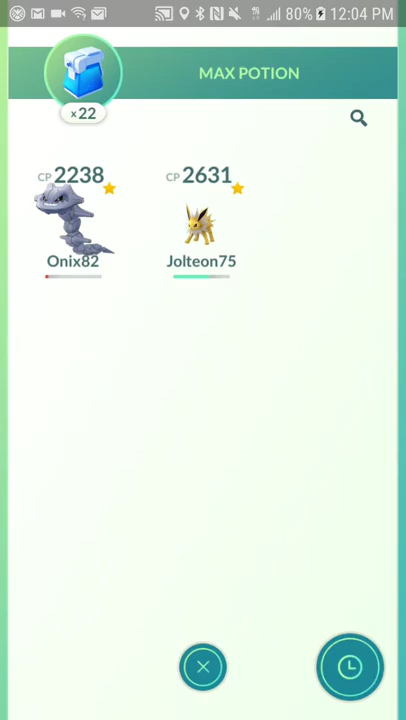 80% 12:04 PM
MAX POTION
x22
CP 2238 CP 2631
Onix82 Jolteon75